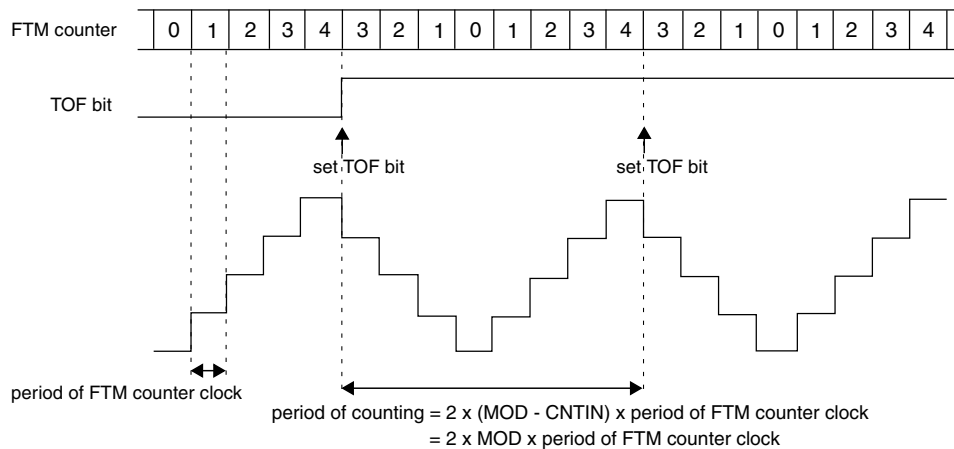 FTM counter 0 1 2 3 4 3 2 1 0 1 2 3 4 3 2 1 0 1 2 3 4
TOF bit
set TOF bit set TOF bit
period of FTM counter clock
period of counting = 2 x (MOD - CNTIN) x period of FTM counter clock
= 2 x MOD x period of FTM counter clock